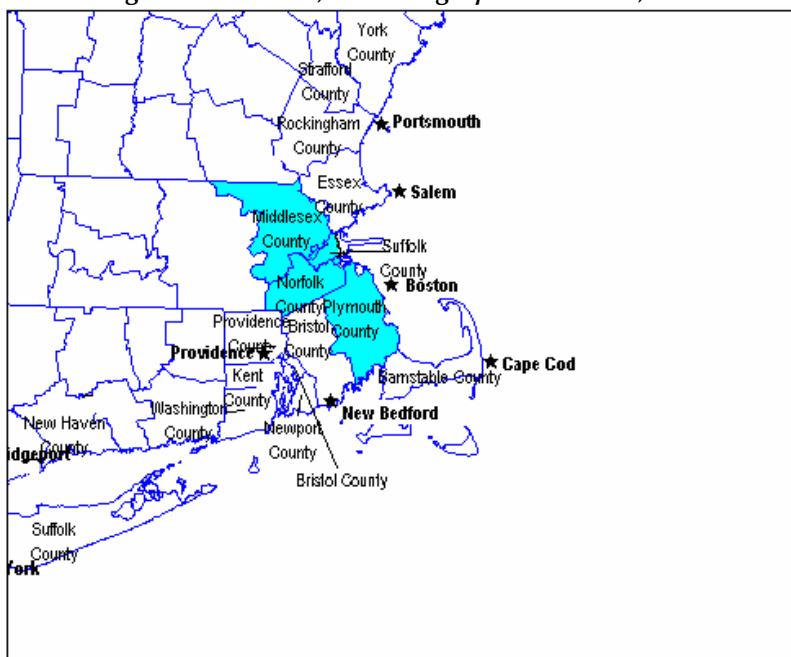 York
County
Strafford
County
Rockingham
County
Portsmouth
Essex
County
Salem
Middlesex
County
Suffolk
County
Boston
Norfolk
County
Plymouth
County
Providence
County
Bristol
County
Providence
Kent
County
Cape Cod
Barnstable County
Washington
County
New Bedford
Newport
County
New Haven
County
idgeport
Bristol County
Suffolk
County
York